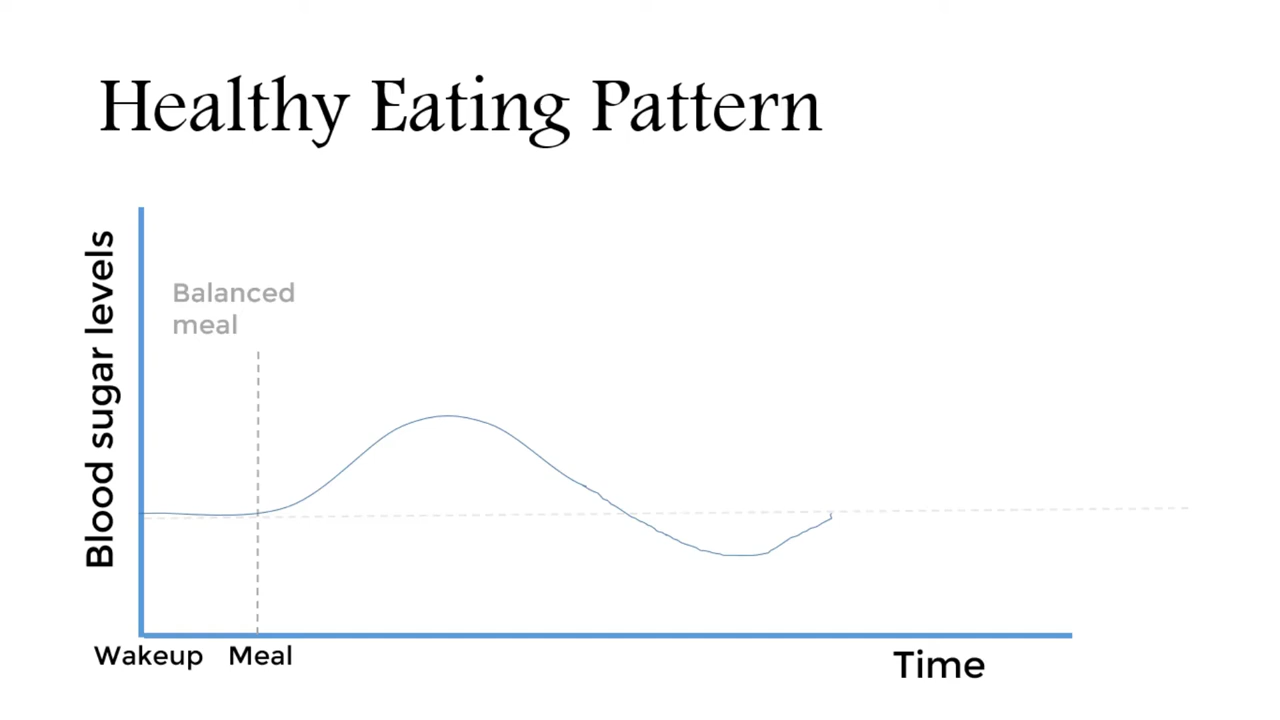 Healthy Eating Pattern
Blood sugar levels
Balanced
meal
Wakeup
Meal
Time